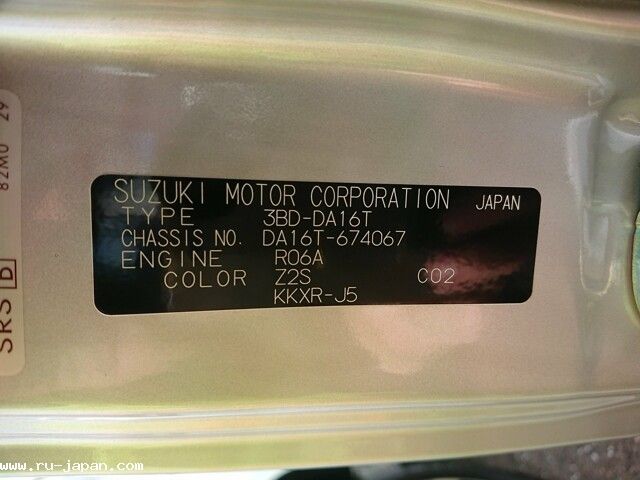 SUZUKI MOTOR CORPORATION JAPAN
TYPE 3BD-DA16T
CHASSIS NO. DA16T-674067
ENGINE R06A
COLOR Z2S C02
KKXR-J5
82M0 29
SRS B
www.ru-japan.com